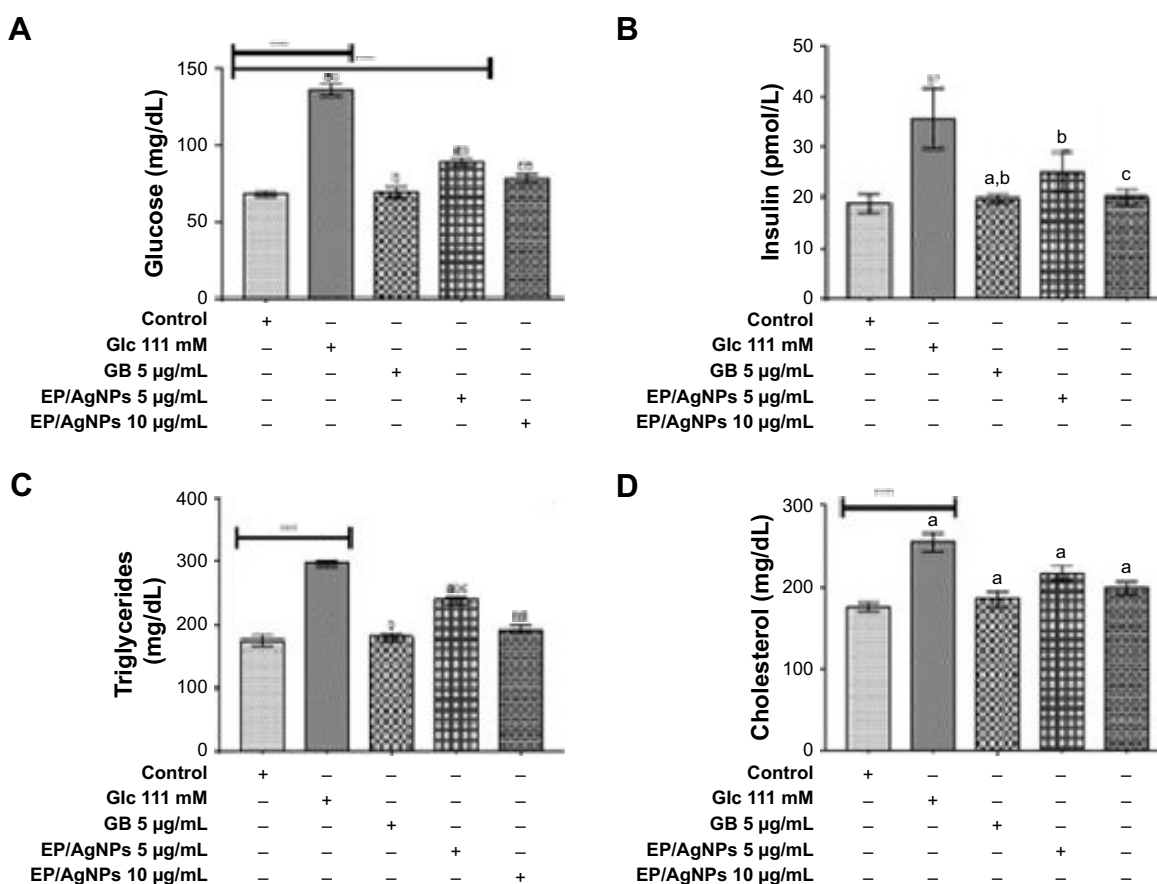 A
Glucose (mg/dL)
150
100
50
0
Control + – – – –
Glc 111 mM – + – – –
GB 5 µg/mL – – + – –
EP/AgNPs 5 µg/mL – – – + –
EP/AgNPs 10 µg/mL – – – – +
B
Insulin (pmol/L)
50
40
30
20
10
0
a,b
b
c
Control + – – – –
Glc 111 mM – + – – –
GB 5 µg/mL – – + – –
EP/AgNPs 5 µg/mL – – – + –
EP/AgNPs 10 µg/mL – – – – –
C
Triglycerides
(mg/dL)
400
300
200
100
0
Control + – – – –
Glc 111 mM – + – – –
GB 5 µg/mL – – + – –
EP/AgNPs 5 µg/mL – – – + –
EP/AgNPs 10 µg/mL – – – – +
D
Cholesterol (mg/dL)
300
200
100
0
a
a
a
a
Control + – – – –
Glc 111 mM – + – – –
GB 5 µg/mL – – + – –
EP/AgNPs 5 µg/mL – – – + –
EP/AgNPs 10 µg/mL – – – – –